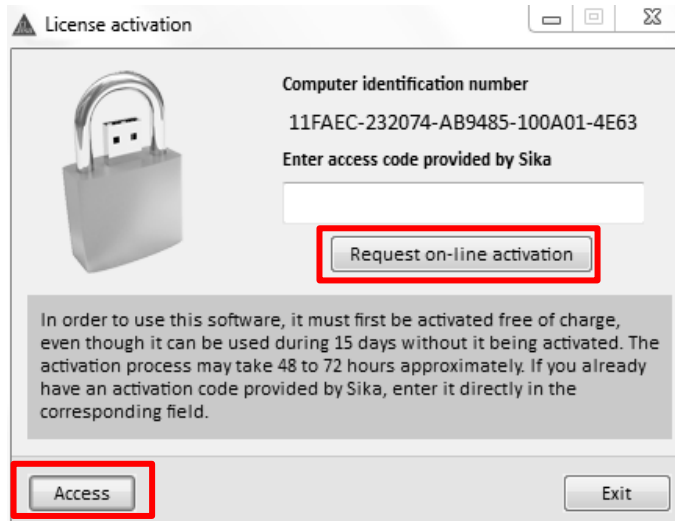 License activation
Computer identification number
11FAEC-232074-AB9485-100A01-4E63
Enter access code provided by Sika
Request on-line activation
In order to use this software, it must first be activated free of charge,
even though it can be used during 15 days without it being activated. The
activation process may take 48 to 72 hours approximately. If you already
have an activation code provided by Sika, enter it directly in the
corresponding field.
Access
Exit